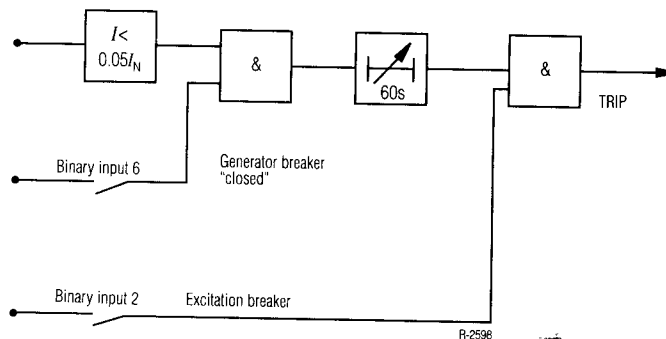 I<
0.05I_N
&
60s
&
TRIP
Binary input 6
Generator breaker
"closed"
Binary input 2
Excitation breaker
R-2598